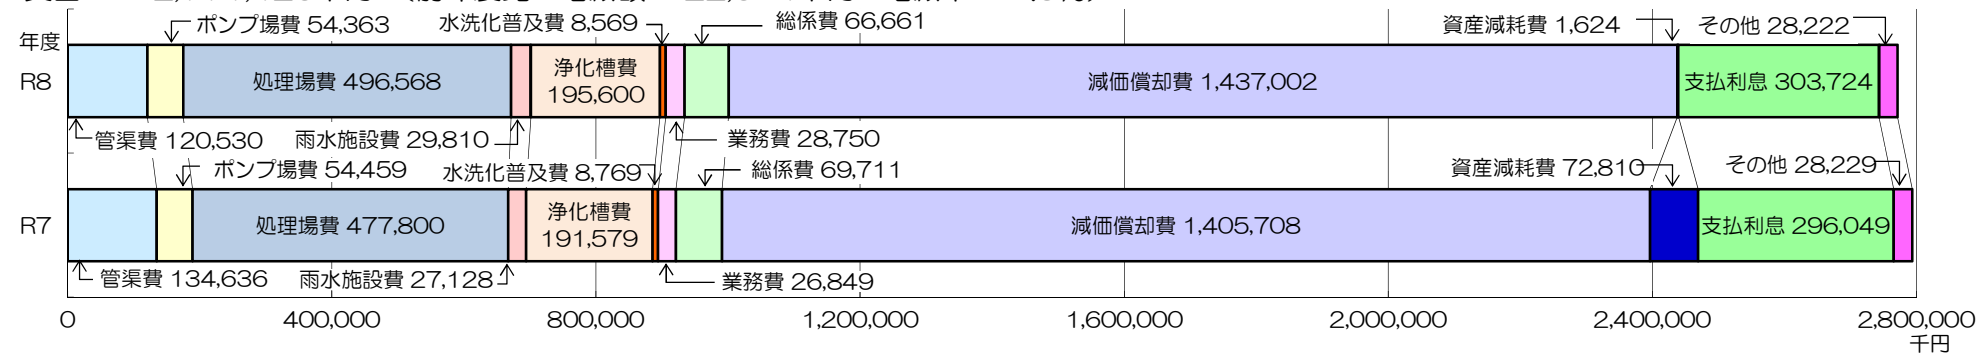 ポンプ場費 54,363
水洗化普及費 8,569
総係費 66,661
資産減耗費 1,624
その他 28,222
年度
R8
処理場費 496,568
浄化槽費
195,600
減価償却費 1,437,002
支払利息 303,724
管渠費 120,530
雨水施設費 29,810
業務費 28,750
ポンプ場費 54,459
水洗化普及費 8,769
総係費 69,711
資産減耗費 72,810
その他 28,229
R7
処理場費 477,800
浄化槽費
191,579
減価償却費 1,405,708
支払利息 296,049
管渠費 134,636
雨水施設費 27,128
業務費 26,849
0
400,000
800,000
1,200,000
1,600,000
2,000,000
2,400,000
2,800,000
千円